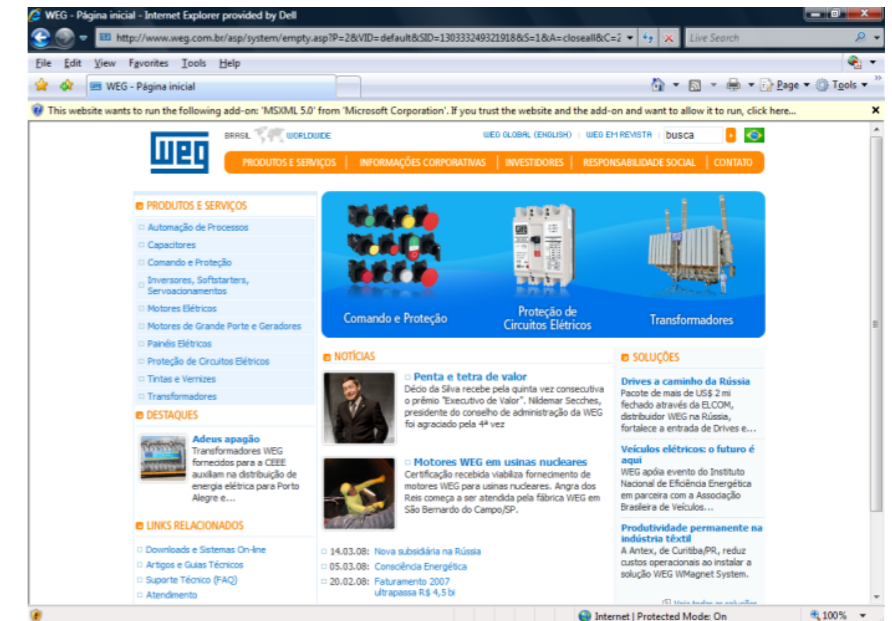 WEG - Página inicial - Internet Explorer provided by Dell
http://www.weg.com.br/asp/system/empty.asp?P=2&VID=default&SID=130333249321918&S=1&A=closeall&C=2
Live Search
File Edit View Favorites Tools Help
WEG - Página inicial
Page Tools
This website wants to run the following add-on: 'MSXML 5.0' from 'Microsoft Corporation'. If you trust the website and the add-on and want to allow it to run, click here...
BRASIL WORLDWIDE
WEG GLOBAL (ENGLISH) WEG EM REVISTA busca
weg
PRODUTOS E SERVIÇOS | INFORMAÇÕES CORPORATIVAS | INVESTIDORES | RESPONSABILIDADE SOCIAL | CONTATO
PRODUTOS E SERVIÇOS
Automação de Processos
Capacitores
Comando e Proteção
Inversores, Softstarters,
Servoacionamentos
Motores Elétricos
Motores de Grande Porte e Geradores
Painéis Elétricos
Proteção de Circuitos Elétricos
Tintas e Vernizes
Transformadores
DESTAQUES
Adeus apagão
Transformadores WEG
fornecidos para a CEEE
auxiliam na distribuição de
energia elétrica para Porto
Alegre e...
LINKS RELACIONADOS
Downloads e Sistemas On-line
Artigos e Guias Técnicos
Suporte Técnico (FAQ)
Atendimento
Comando e Proteção
Proteção de
Circuitos Elétricos
Transformadores
NOTÍCIAS
Penta e tetra de valor
Décio da Silva recebe pela quinta vez consecutiva
o prêmio "Executivo de Valor". Nildemar Secches,
presidente do conselho de administração da WEG
foi agraciado pela 4ª vez
Motores WEG em usinas nucleares
Certificação recebida viabiliza fornecimento de
motores WEG para usinas nucleares. Angra dos
Reis começa a ser atendida pela fábrica WEG em
São Bernardo do Campo/SP.
14.03.08: Nova subsidiária na Rússia
05.03.08: Consciência Energética
20.02.08: Faturamento 2007
ultrapassa R$ 4,5 bi
SOLUÇÕES
Drives a caminho da Rússia
Pacote de mais de US$ 2 mi
fechado através da ELCOM,
distribuidor WEG na Rússia,
fortalece a entrada de Drives e...
Veículos elétricos: o futuro é
aqui
WEG apóia evento do Instituto
Nacional de Eficiência Energética
em parceira com a Associação
Brasileira de Veículos...
Produtividade permanente na
indústria têxtil
A Antex, de Curitiba/PR, reduz
custos operacionais ao instalar a
solução WEG WMagnet System.
Internet | Protected Mode: On
100%